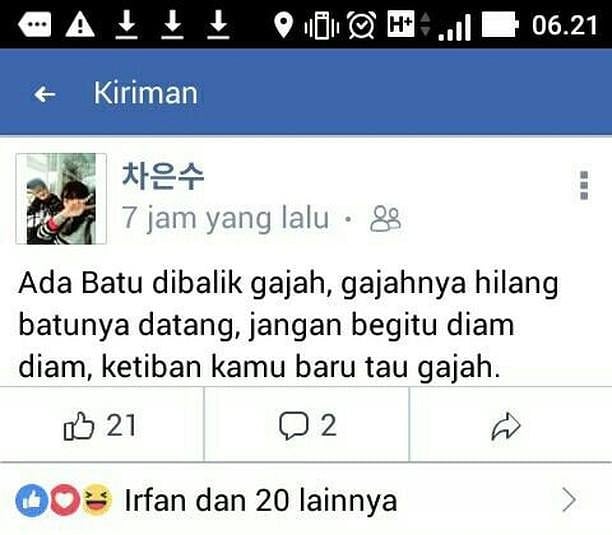 H+ 06.21
Kiriman
차은수
7 jam yang lalu ·
Ada Batu dibalik gajah, gajahnya hilang
batunya datang, jangan begitu diam
diam, ketiban kamu baru tau gajah.
21 2
Irfan dan 20 lainnya